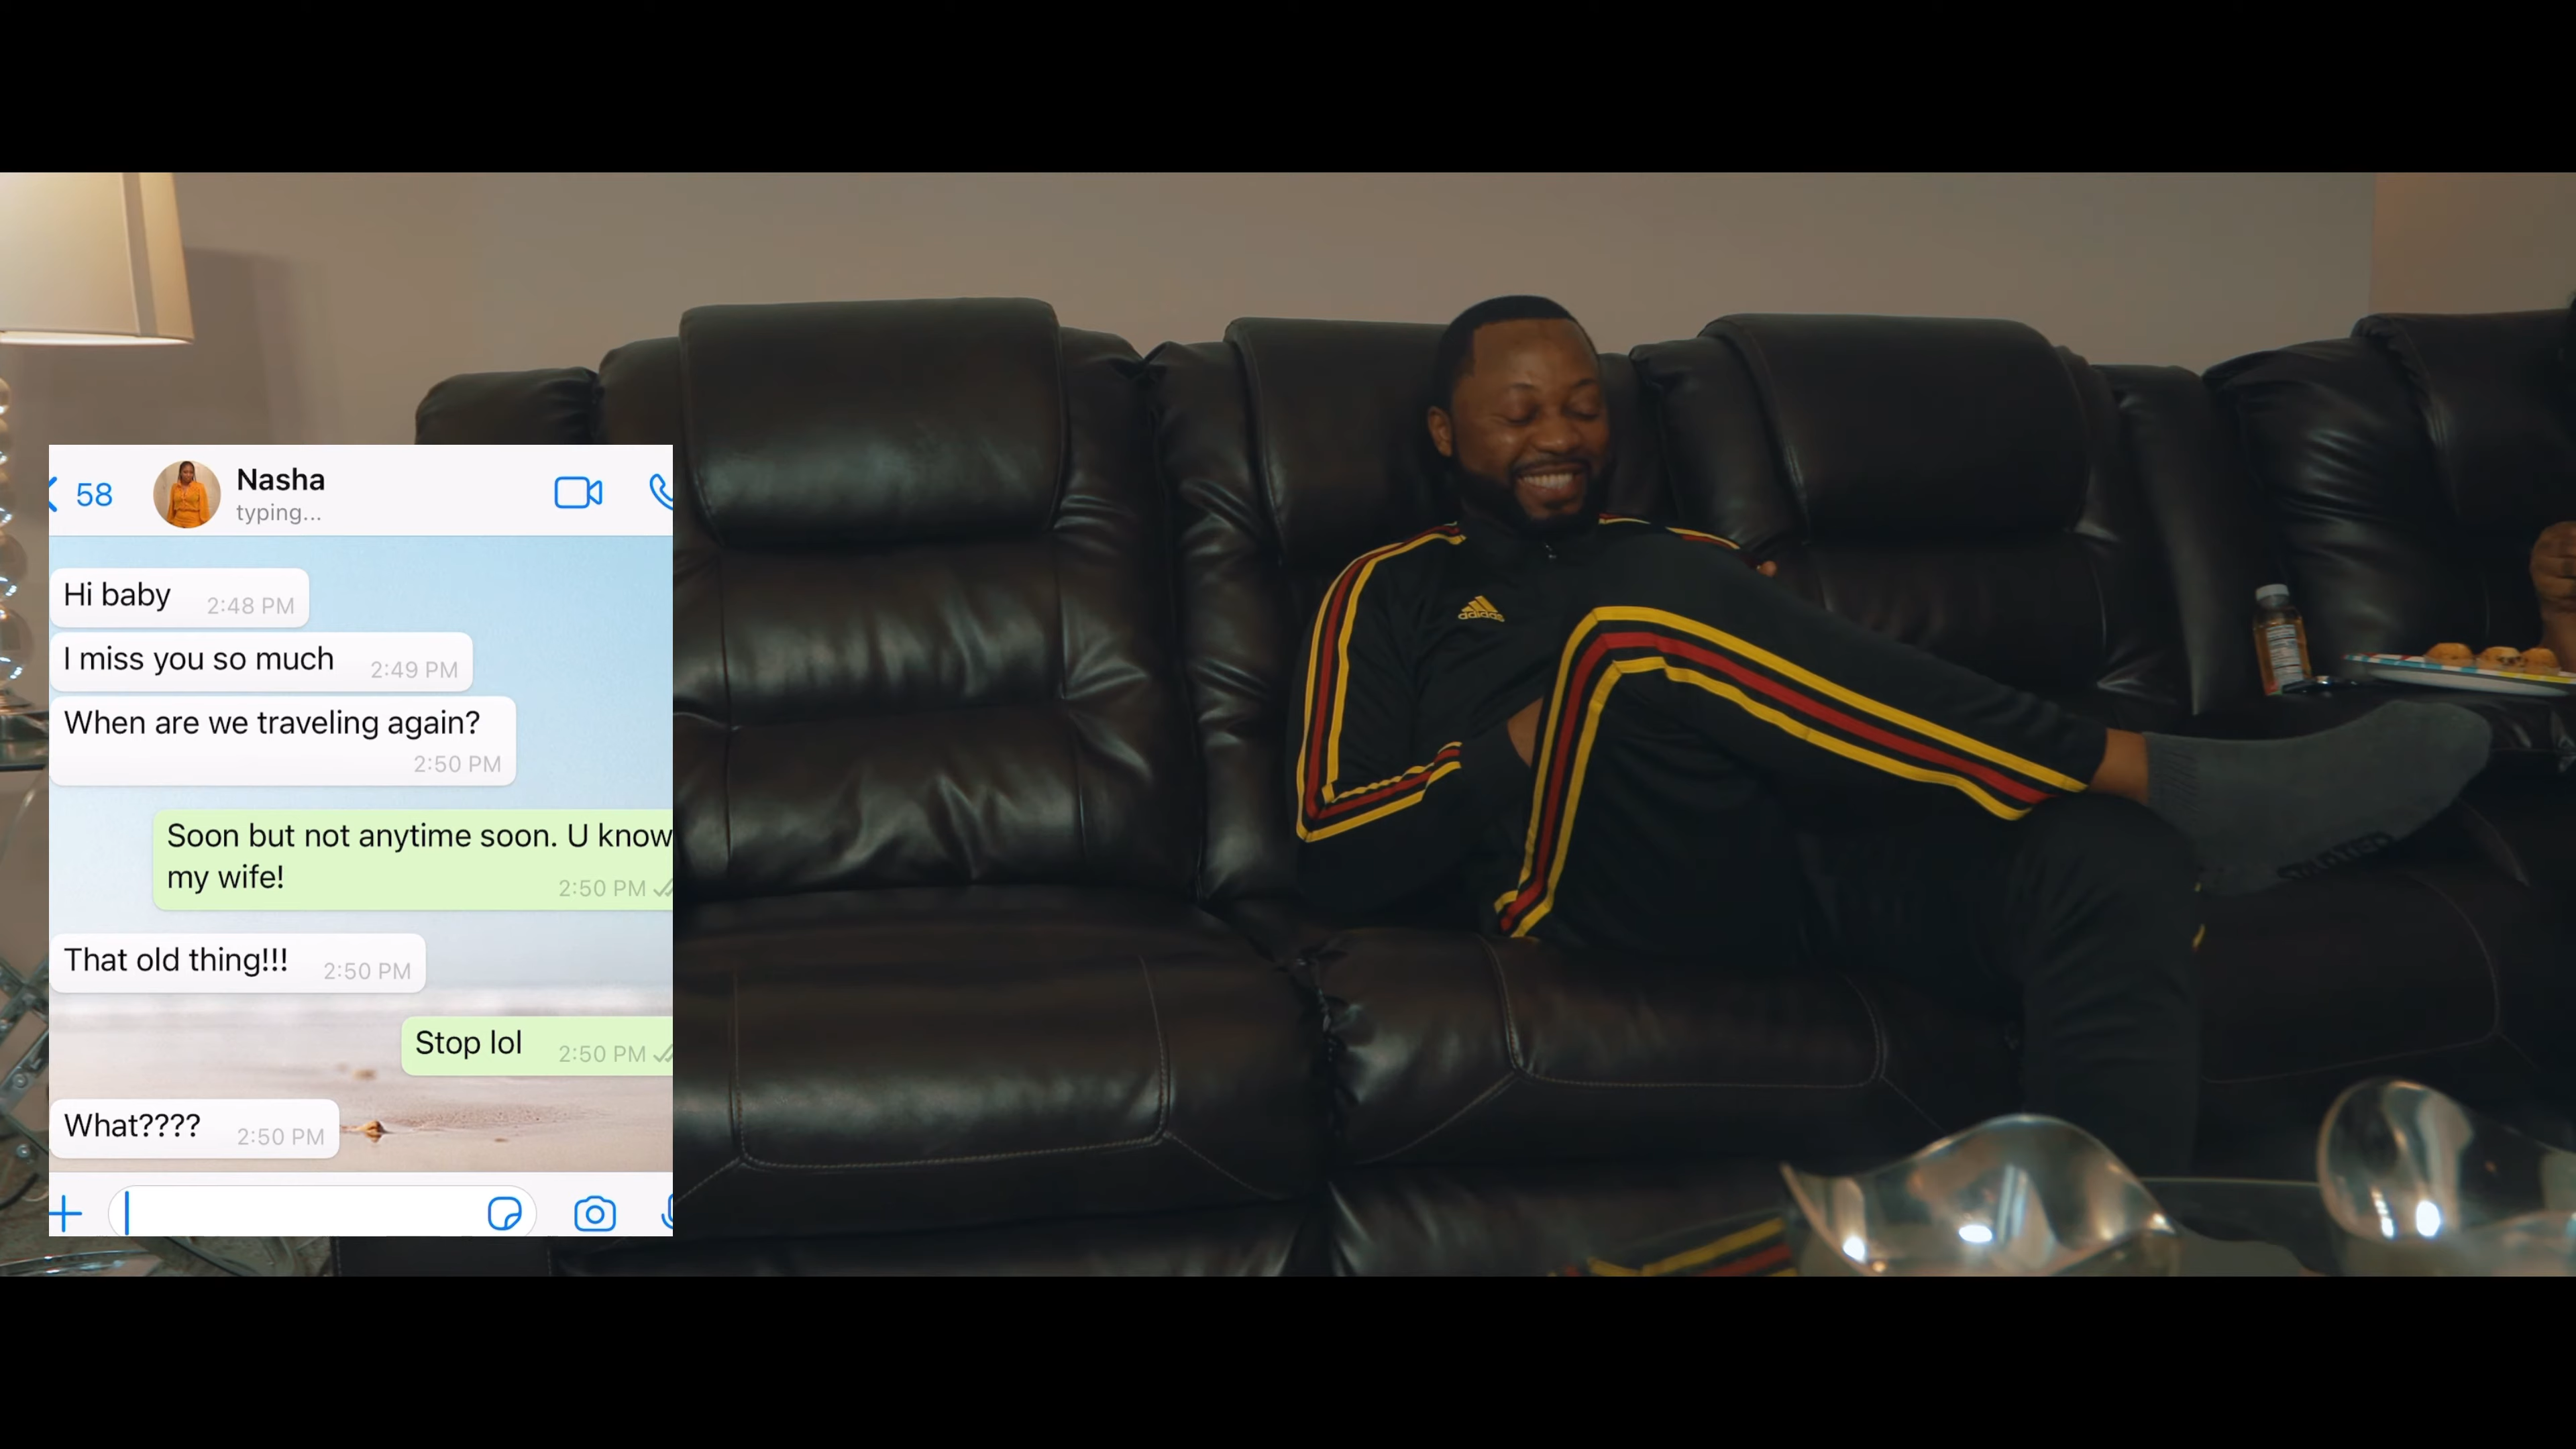 58
Nasha
typing...
Hi baby 2:48 PM
I miss you so much 2:49 PM
When are we traveling again?
2:50 PM
Soon but not anytime soon. U know
my wife!
2:50 PM
That old thing!!! 2:50 PM
Stop lol 2:50 PM
What???? 2:50 PM
adidas